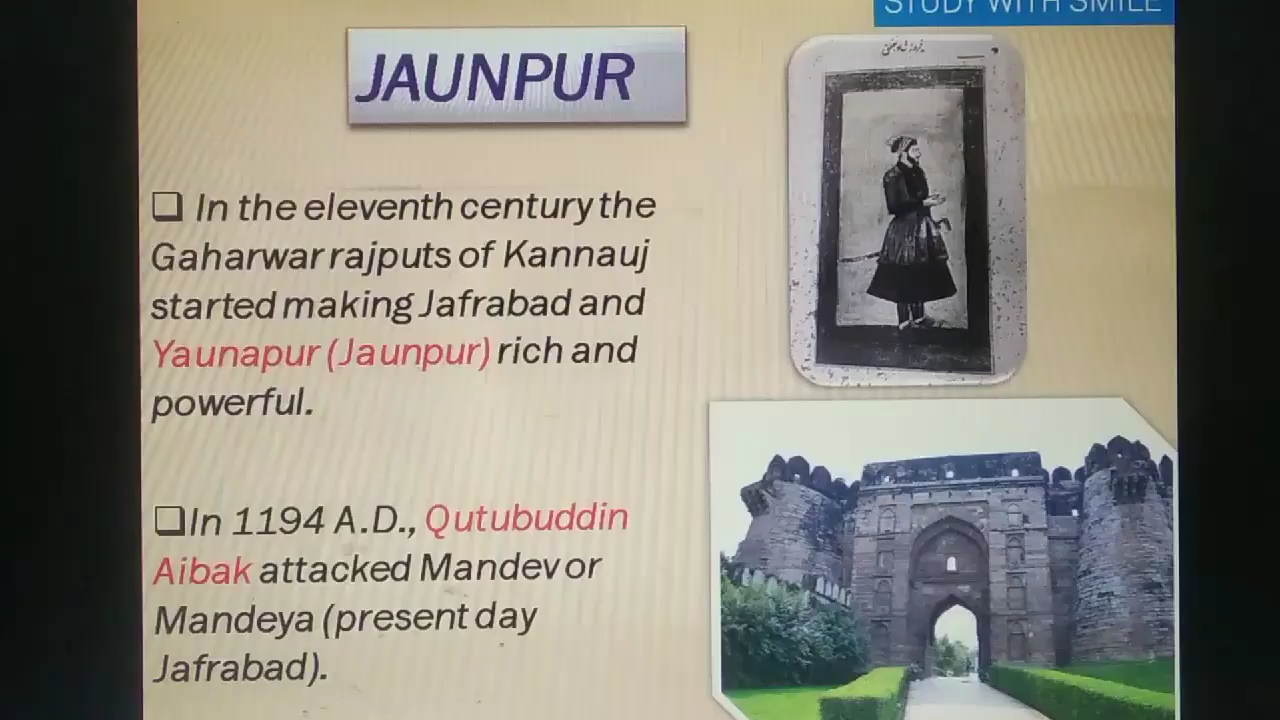 STUDY WITH SMILE
JAUNPUR
In the eleventh century the
Gaharwar rajputs of Kannauj
started making Jafrabad and
Yaunapur (Jaunpur) rich and
powerful.
In 1194 A.D., Qutubuddin
Aibak attacked Mandev or
Mandeya (present day
Jafrabad).